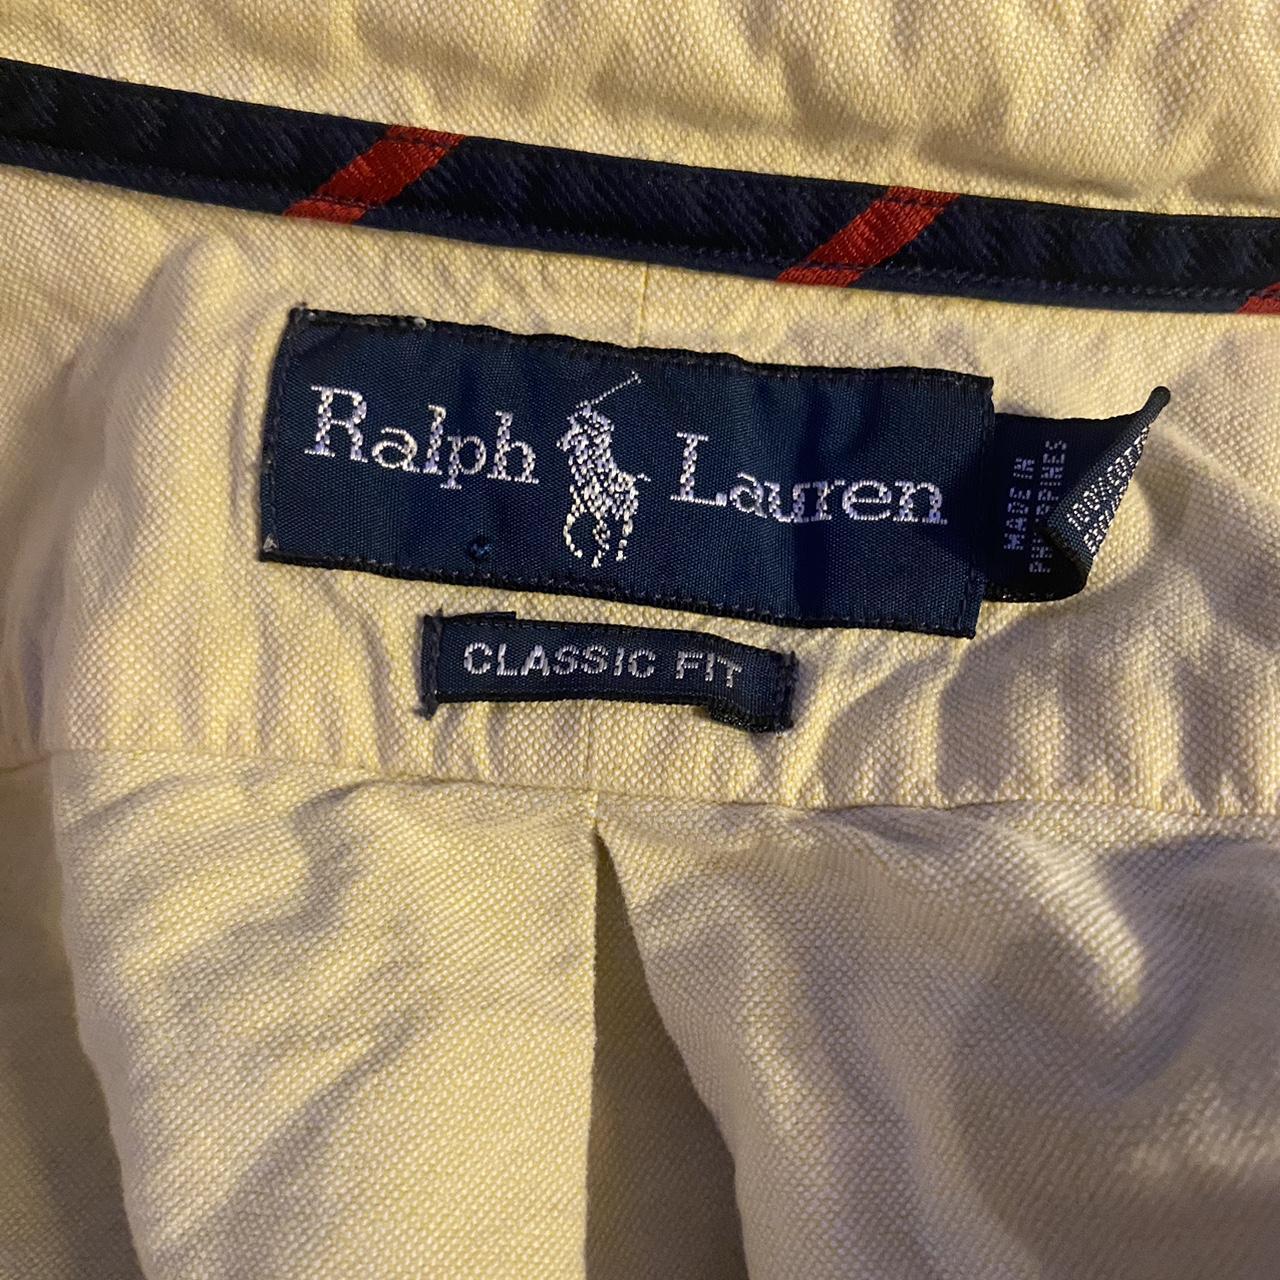 Ralph Lauren
MADE IN
PHILIPPINES
CLASSIC FIT